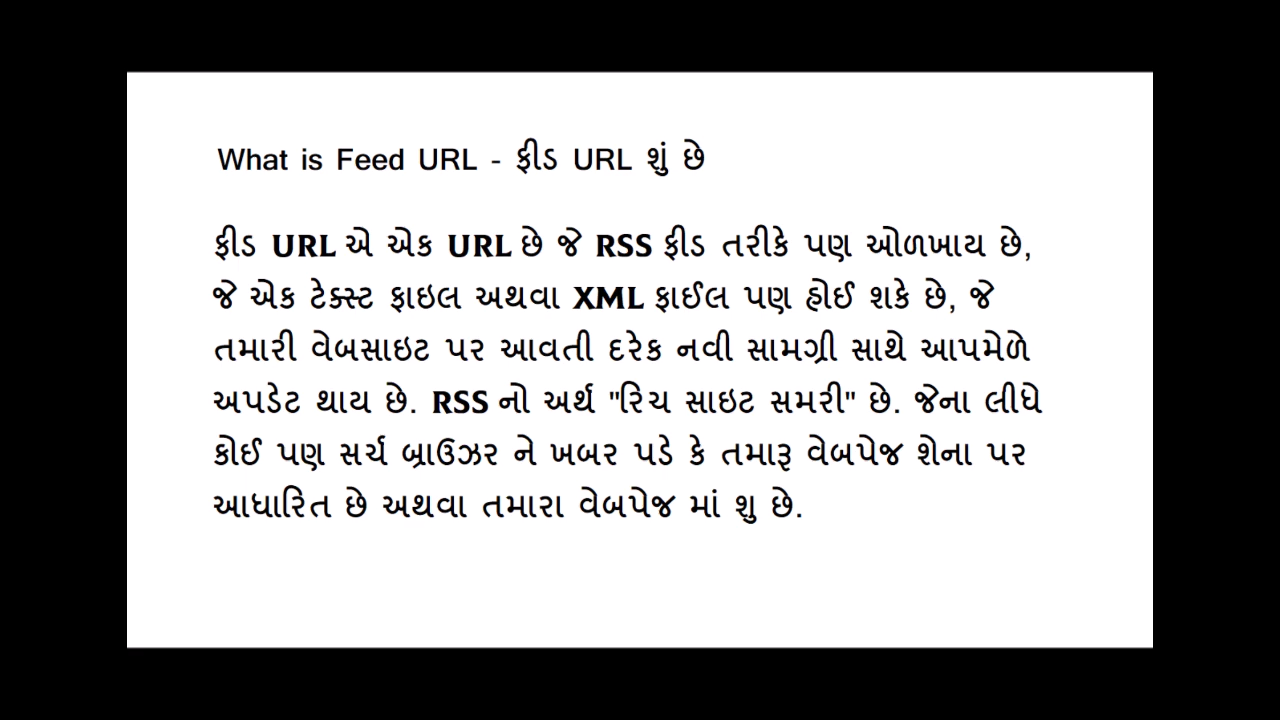 What is Feed URL - ફીડ URL શું છે
ફીડ URL એ એક URL છે જે RSS ફીડ તરીકે પણ ઓળખાય છે,
જે એક ટેક્સ્ટ ફાઇલ અથવા XML ફાઈલ પણ હોઈ શકે છે, જે
તમારી વેબસાઇટ પર આવતી દરેક નવી સામગ્રી સાથે આપમેળે
અપડેટ થાય છે. RSS નો અર્થ "રિચ સાઇટ સમરી" છે. જેના લીધે
કોઈ પણ સર્ચ બ્રાઉઝર ને ખબર પડે કે તમારૂ વેબપેજ શેના પર
આધારિત છે અથવા તમારા વેબપેજ માં શુ છે.